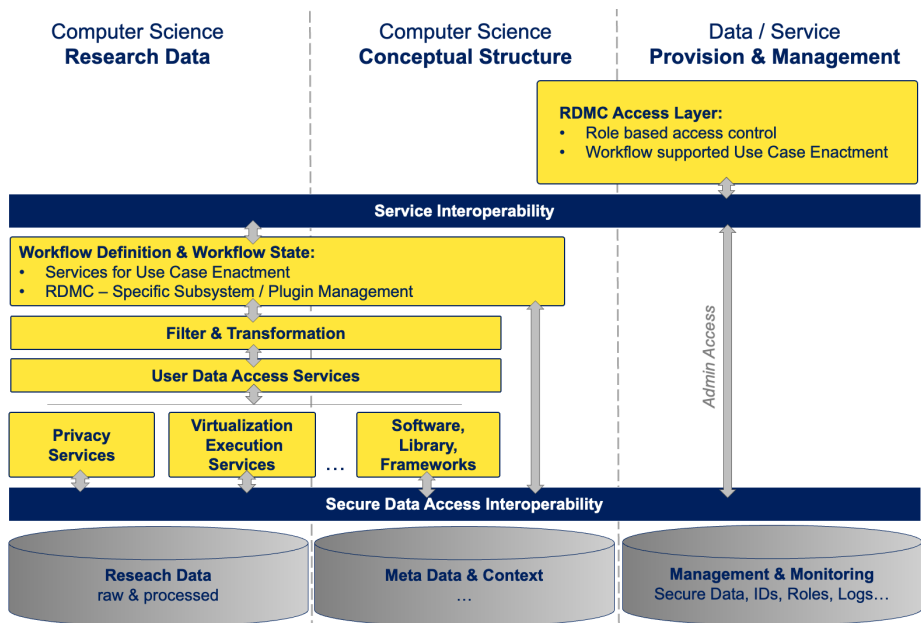 Computer Science
Research Data
Computer Science
Conceptual Structure
Data / Service
Provision & Management
RDMC Access Layer:
• Role based access control
• Workflow supported Use Case Enactment
Service Interoperability
Workflow Definition & Workflow State:
• Services for Use Case Enactment
• RDMC – Specific Subsystem / Plugin Management
Filter & Transformation
User Data Access Services
Admin Access
Privacy
Services
Virtualization
Execution
Services
...
Software,
Library,
Frameworks
Secure Data Access Interoperability
Reseach Data
raw & processed
Meta Data & Context
...
Management & Monitoring
Secure Data, IDs, Roles, Logs...